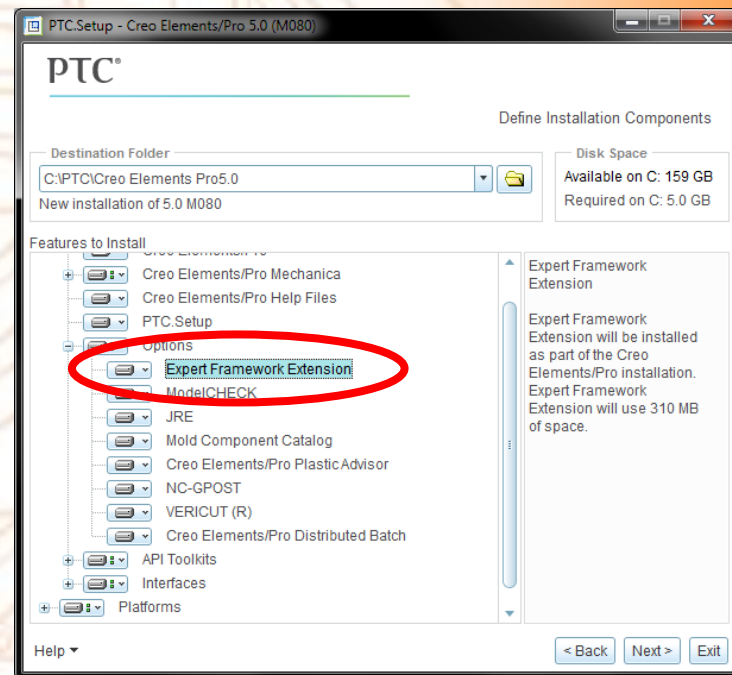 PTC.Setup - Creo Elements/Pro 5.0 (M080)
PTC®
Define Installation Components
Destination Folder
C:\PTC\Creo Elements Pro5.0
New installation of 5.0 M080
Disk Space
Available on C: 159 GB
Required on C: 5.0 GB
Features to Install
Creo Elements/Pro
Creo Elements/Pro Mechanica
Creo Elements/Pro Help Files
PTC.Setup
Options
Expert Framework Extension
ModelCHECK
JRE
Mold Component Catalog
Creo Elements/Pro Plastic Advisor
NC-GPOST
VERICUT (R)
Creo Elements/Pro Distributed Batch
API Toolkits
Interfaces
Platforms
Expert Framework
Extension
Expert Framework
Extension will be installed
as part of the Creo
Elements/Pro installation.
Expert Framework
Extension will use 310 MB
of space.
Help
< Back
Next >
Exit